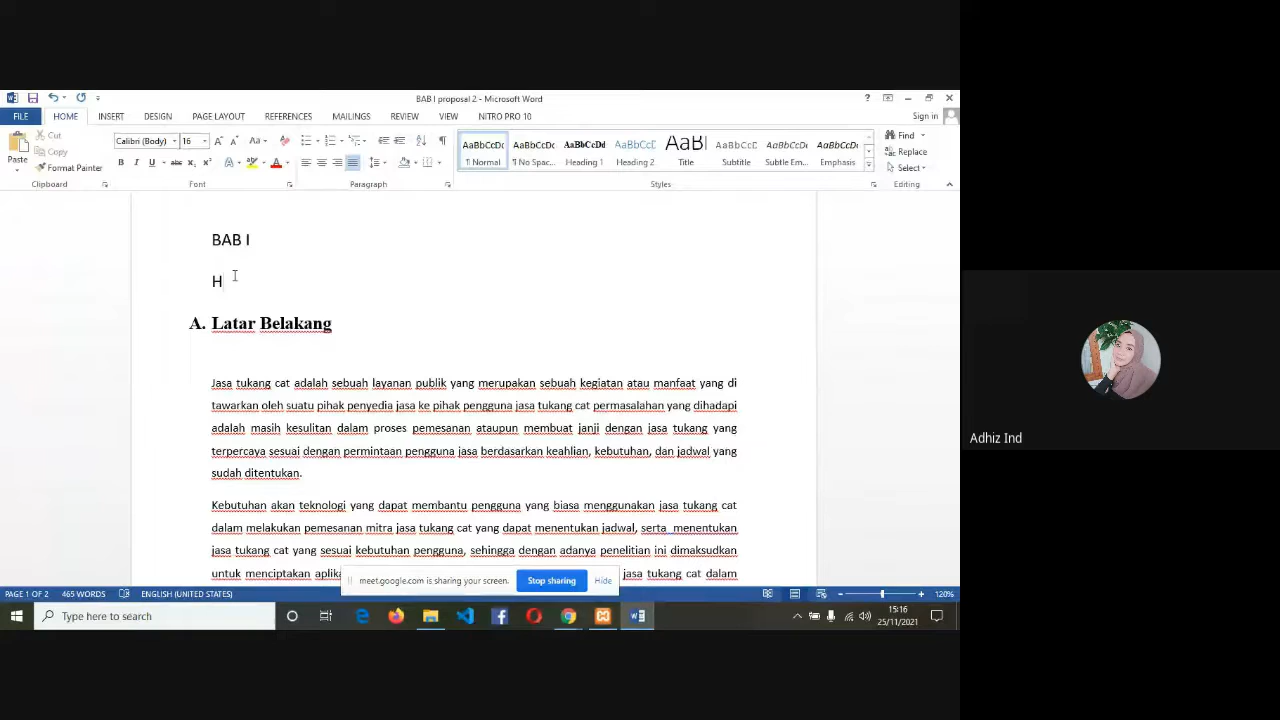 BAB I proposal 2 - Microsoft Word
?
Sign in
FILE HOME INSERT DESIGN PAGE LAYOUT REFERENCES MAILINGS REVIEW VIEW NITRO PRO 10
Cut
Copy
Format Painter
Paste
Clipboard
Calibri (Body) 16
Font
Paragraph
AaBbCcDd AaBbCcDd AaBbCc AaBbCcD AaBl AaBbCcD AaBbCcDd AaBbCcDd
¶ Normal ¶ No Spac... Heading 1 Heading 2 Title Subtitle Subtle Em... Emphasis
Styles
Find
Replace
Select
Editing
BAB I
H
A. Latar Belakang
Jasa tukang cat adalah sebuah layanan publik yang merupakan sebuah kegiatan atau manfaat yang di
tawarkan oleh suatu pihak penyedia jasa ke pihak pengguna jasa tukang cat permasalahan yang dihadapi
adalah masih kesulitan dalam proses pemesanan ataupun membuat janji dengan jasa tukang yang
terpercaya sesuai dengan permintaan pengguna jasa berdasarkan keahlian, kebutuhan, dan jadwal yang
sudah ditentukan.
Kebutuhan akan teknologi yang dapat membantu pengguna yang biasa menggunakan jasa tukang cat
dalam melakukan pemesanan mitra jasa tukang cat yang dapat menentukan jadwal, serta menentukan
jasa tukang cat yang sesuai kebutuhan pengguna, sehingga dengan adanya penelitian ini dimaksudkan
untuk menciptakan aplika jasa tukang cat dalam
meet.google.com is sharing your screen. Stop sharing Hide
PAGE 1 OF 2 465 WORDS ENGLISH (UNITED STATES) 120%
Type here to search
15:16
25/11/2021
Adhiz Ind